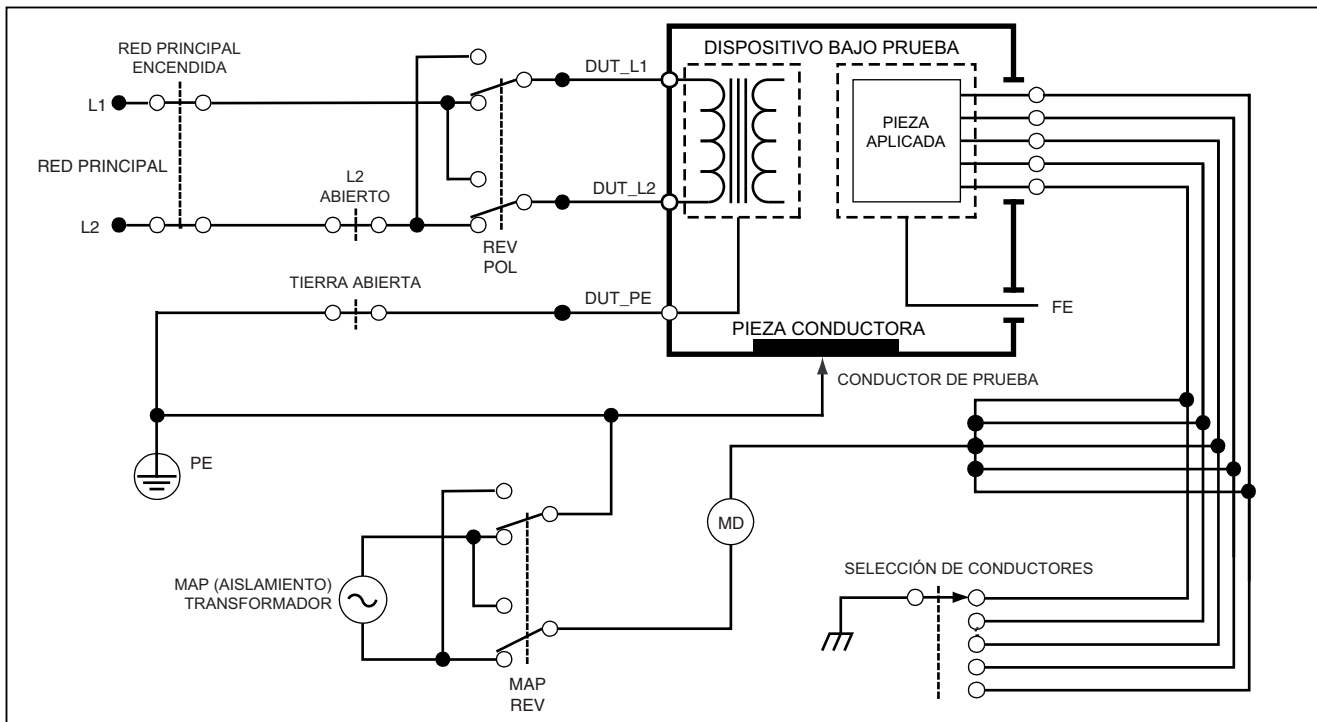 RED PRINCIPAL
ENCENDIDA
L1
RED PRINCIPAL
L2
L2
ABIERTO
REV
POL
TIERRA ABIERTA
DUT_L1
DUT_L2
DUT_PE
DISPOSITIVO BAJO PRUEBA
PIEZA
APLICADA
FE
PIEZA CONDUCTORA
CONDUCTOR DE PRUEBA
PE
MD
MAP (AISLAMIENTO)
TRANSFORMADOR
MAP
REV
SELECCIÓN DE CONDUCTORES